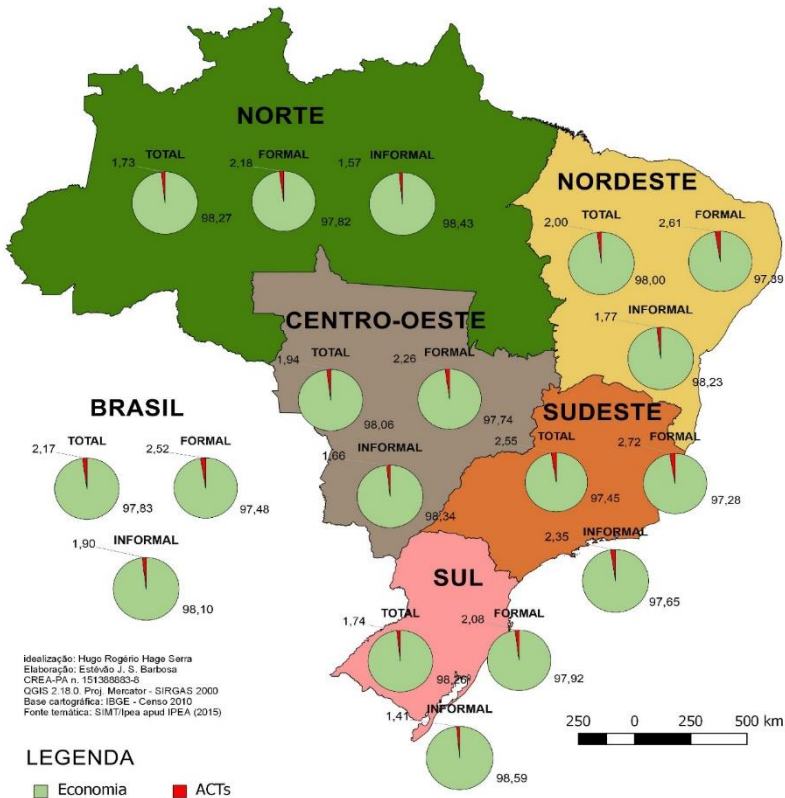 NORTE
TOTAL
1,73
98,27
FORMAL
2,18
97,82
INFORMAL
1,57
98,43
NORDESTE
TOTAL
2,00
98,00
FORMAL
2,61
97,39
INFORMAL
1,77
98,23
CENTRO-OESTE
TOTAL
1,94
98,06
FORMAL
2,26
97,74
INFORMAL
1,66
98,34
SUDESTE
TOTAL
2,55
97,45
FORMAL
2,72
97,28
INFORMAL
2,35
97,65
BRASIL
TOTAL
2,17
97,83
FORMAL
2,52
97,48
INFORMAL
1,90
98,10
SUL
TOTAL
1,74
98,26
FORMAL
2,08
97,92
INFORMAL
1,41
98,59
idealização: Hugo Rogério Hage Serra
Elaboração: Estêvão J. S. Barbosa
CREA-PA n. 151388883-8
QGIS 2.18.0. Proj. Mercator - SIRGAS 2000
Base cartográfica: IBGE - Censo 2010
Fonte temática: SIMT/Ipea apud IPEA (2015)
250 0 250 500 km
LEGENDA
Economia ACTs